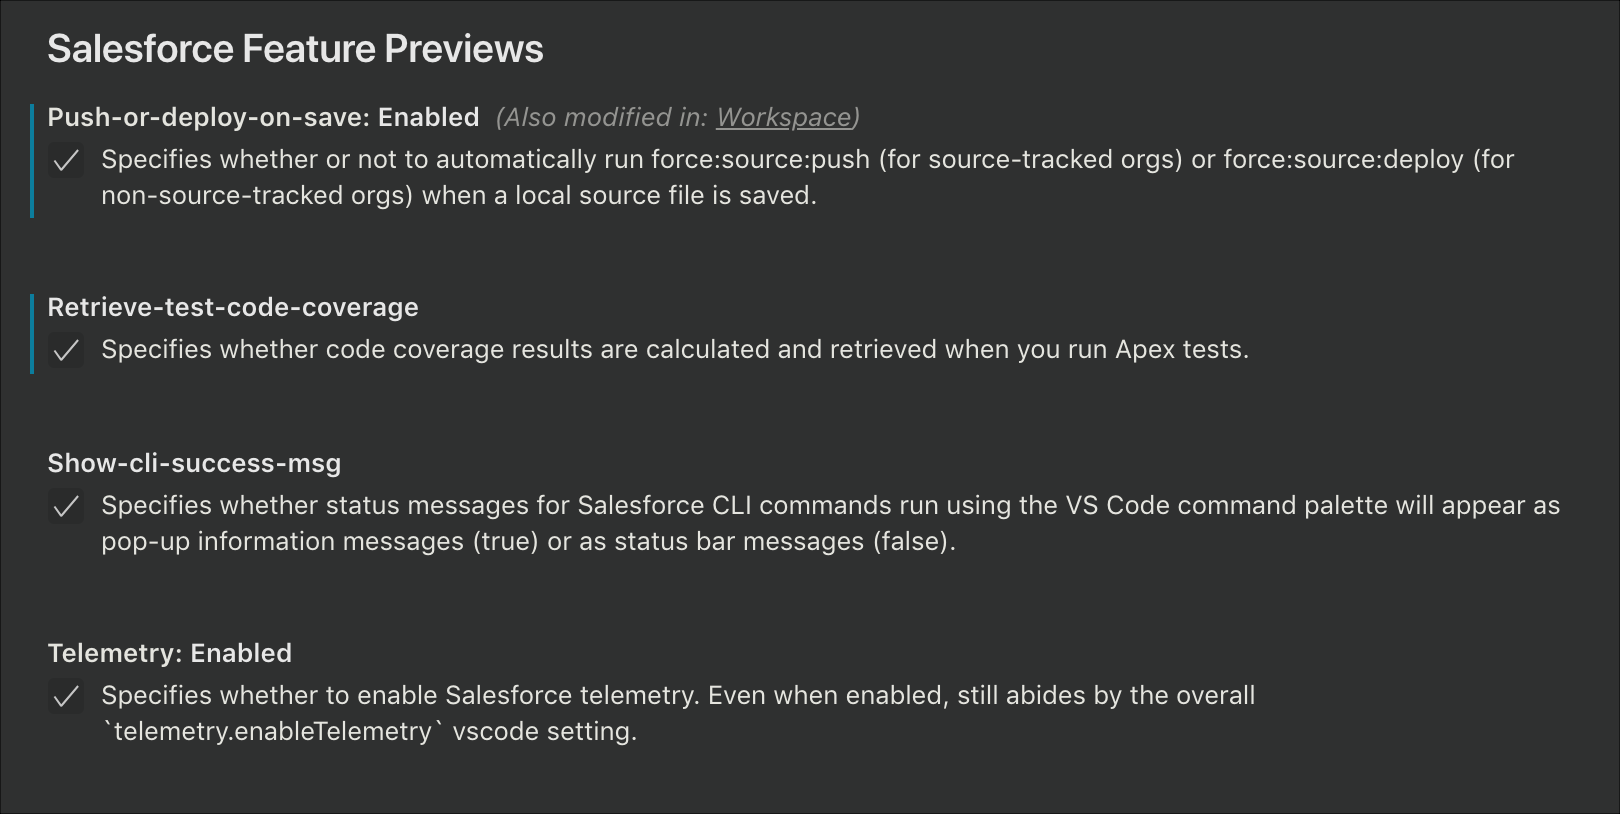 Salesforce Feature Previews
Push-or-deploy-on-save: Enabled (Also modified in: Workspace)
Specifies whether or not to automatically run force:source:push (for source-tracked orgs) or force:source:deploy (for
non-source-tracked orgs) when a local source file is saved.
Retrieve-test-code-coverage
Specifies whether code coverage results are calculated and retrieved when you run Apex tests.
Show-cli-success-msg
Specifies whether status messages for Salesforce CLI commands run using the VS Code command palette will appear as
pop-up information messages (true) or as status bar messages (false).
Telemetry: Enabled
Specifies whether to enable Salesforce telemetry. Even when enabled, still abides by the overall
`telemetry.enableTelemetry` vscode setting.